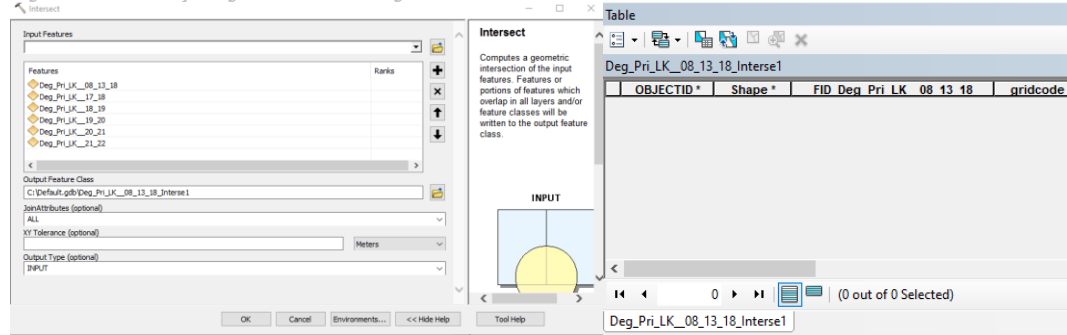 Intersect
Input Features
Features
Ranks
Deg_Pri_LK__08_13_18
Deg_Pri_LK__17_18
Deg_Pri_LK__18_19
Deg_Pri_LK__19_20
Deg_Pri_LK__20_21
Deg_Pri_LK__21_22
Output Feature Class
C:\Default.gdb\Deg_Pri_LK__08_13_18_Interse1
JoinAttributes (optional)
ALL
XY Tolerance (optional)
Meters
Output Type (optional)
INPUT
OK
Cancel
Environments...
<< Hide Help
Intersect
Computes a geometric
intersection of the input
features. Features or
portions of features which
overlap in all layers and/or
feature classes will be
written to the output feature
class.
INPUT
Tool Help
Table
Deg_Pri_LK__08_13_18_Interse1
OBJECTID *
Shape *
FID_Deg_Pri_LK__08_13_18
gridcode
0
(0 out of 0 Selected)
Deg_Pri_LK__08_13_18_Interse1